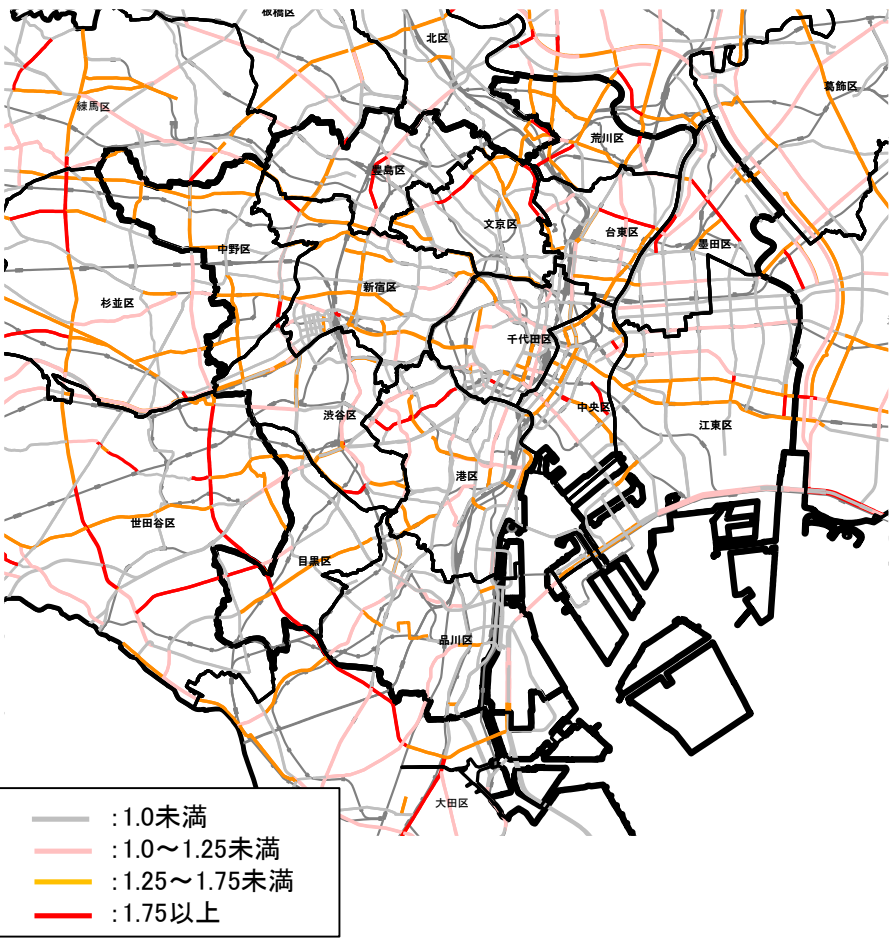 板橋区
北区
葛飾区
練馬区
荒川区
豊島区
文京区
台東区
墨田区
中野区
新宿区
杉並区
千代田区
中央区
渋谷区
江東区
港区
世田谷区
目黒区
品川区
大田区
:1.0未満
:1.0～1.25未満
:1.25～1.75未満
:1.75以上